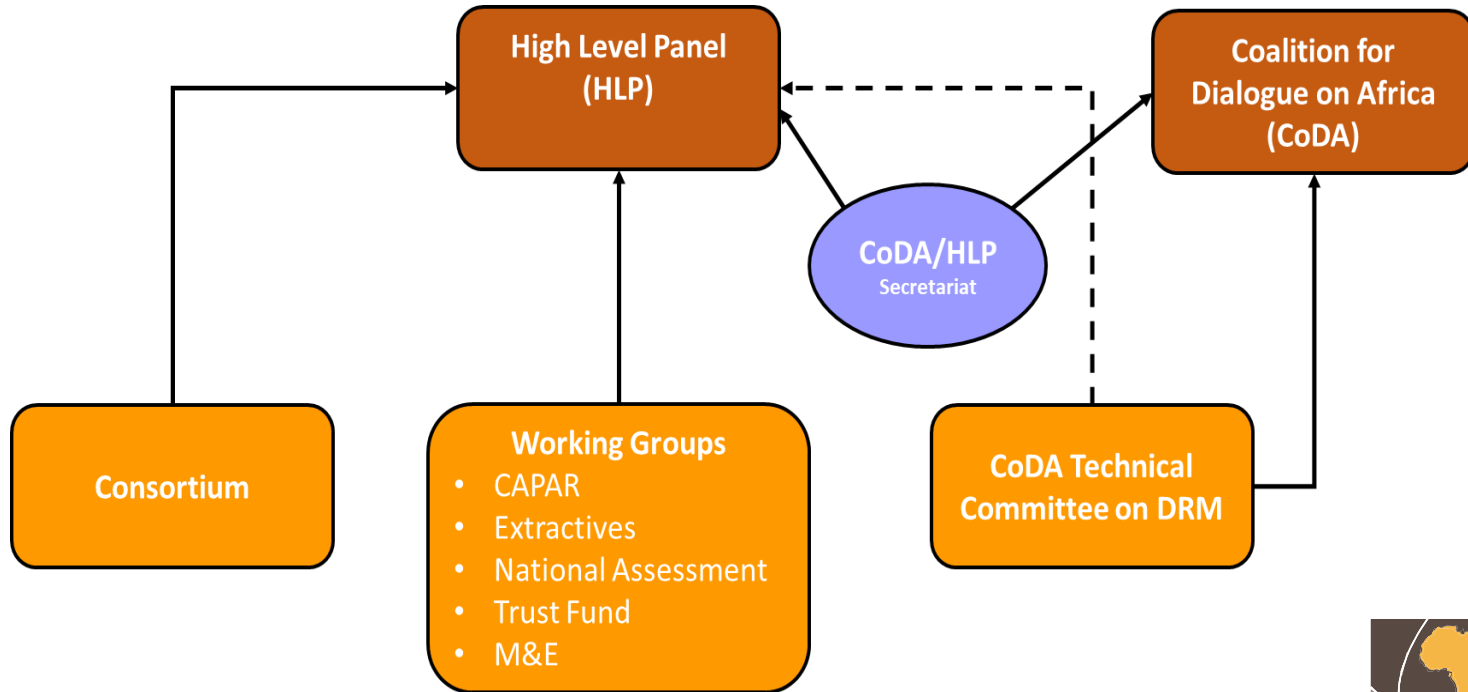 High Level Panel
(HLP)
Coalition for
Dialogue on Africa
(CoDA)
CoDA/HLP
Secretariat
Consortium
Working Groups
• CAPAR
• Extractives
• National Assessment
• Trust Fund
• M&E
CoDA Technical
Committee on DRM